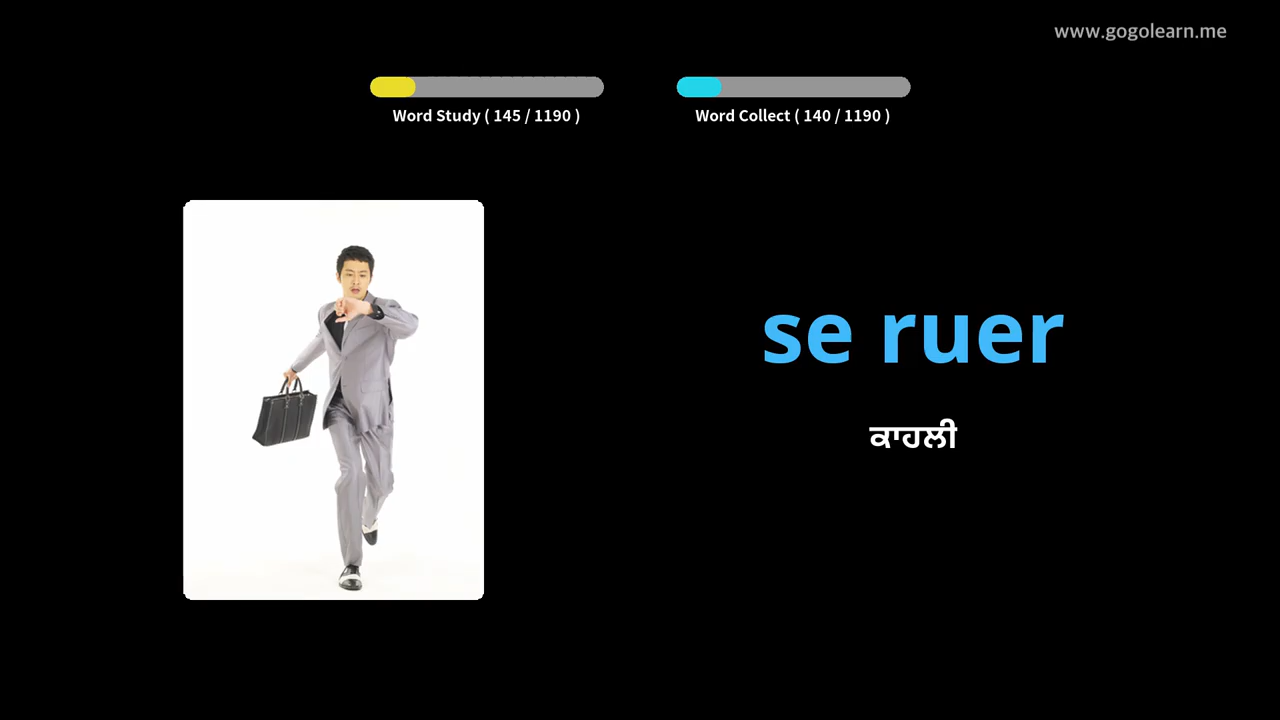 www.gogolearn.me
Word Study ( 145 / 1190 )
Word Collect ( 140 / 1190 )
se ruer
ਕਾਹਲੀ